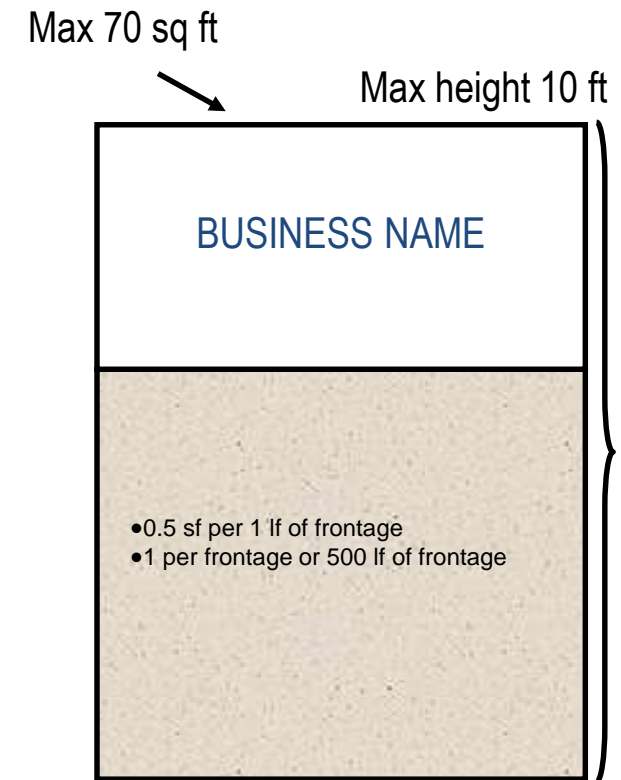 Max 70 sq ft
Max height 10 ft
BUSINESS NAME
•0.5 sf per 1 lf of frontage
•1 per frontage or 500 lf of frontage